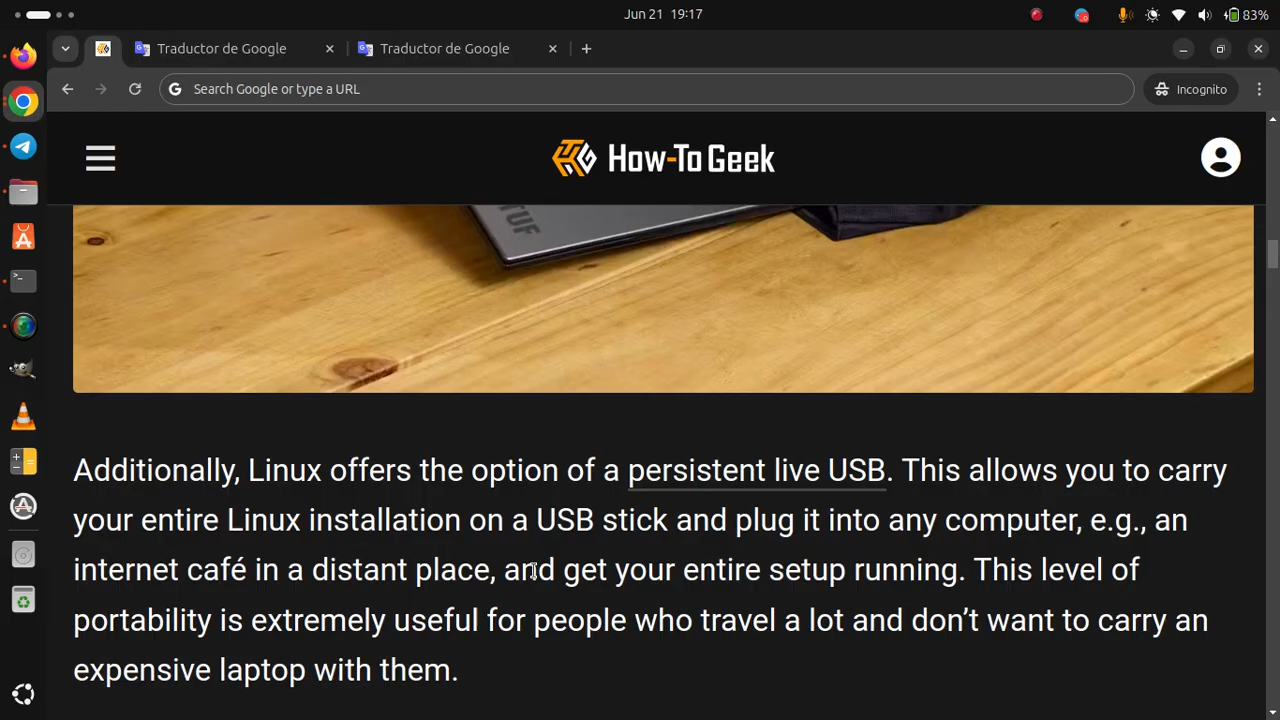 Jun 21 19:17
83%
Traductor de Google
Traductor de Google
Search Google or type a URL
Incognito
How-To Geek
TUF
Additionally, Linux offers the option of a persistent live USB. This allows you to carry
your entire Linux installation on a USB stick and plug it into any computer, e.g., an
internet café in a distant place, and get your entire setup running. This level of
portability is extremely useful for people who travel a lot and don’t want to carry an
expensive laptop with them.